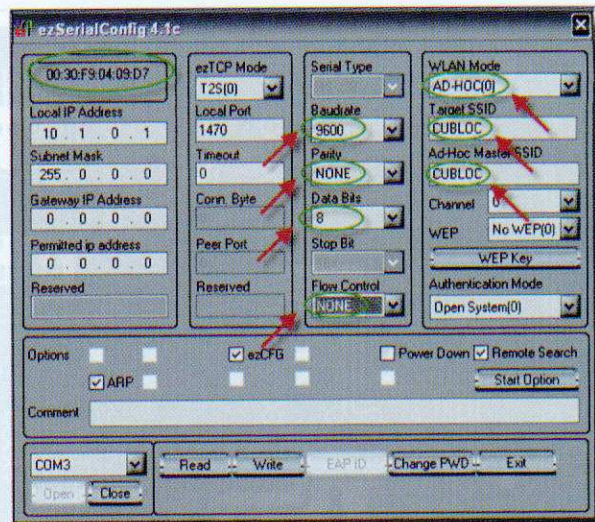 ezSerialConfig 4.1c
00:30:F9:04:09:D7
Local IP Address
10 . 1 . 0 . 1
Subnet Mask
255 . 0 . 0 . 0
Gateway IP Address
0 . 0 . 0 . 0
Permitted ip address
0 . 0 . 0 . 0
Reserved
ezTCP Mode
T2S(0)
Local Port
1470
Timeout
0
Conn. Byte
Peer Port
Reserved
Serial Type
Baudrate
9600
Parity
NONE
Data Bits
8
Stop Bit
Flow Control
NONE
WLAN Mode
AD-HOC(0)
Target SSID
CUBLOC
Ad-Hoc Master SSID
CUBLOC
Channel 0
WEP No WEP(0)
WEP Key
Authentication Mode
Open System(0)
Options ezCFG Power Down Remote Search
ARP Start Option
Comment
COM3
Open Close
Read Write EAP ID Change PWD Exit